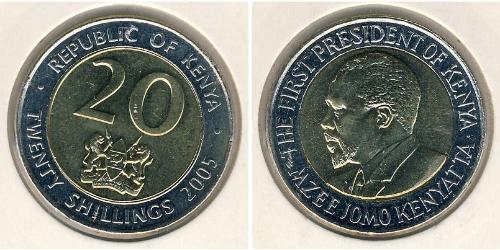 REPUBLIC OF KENYA
20
TWENTY SHILLINGS 2005
THE FIRST PRESIDENT OF KENYA
MZEE JOMO KENYATTA